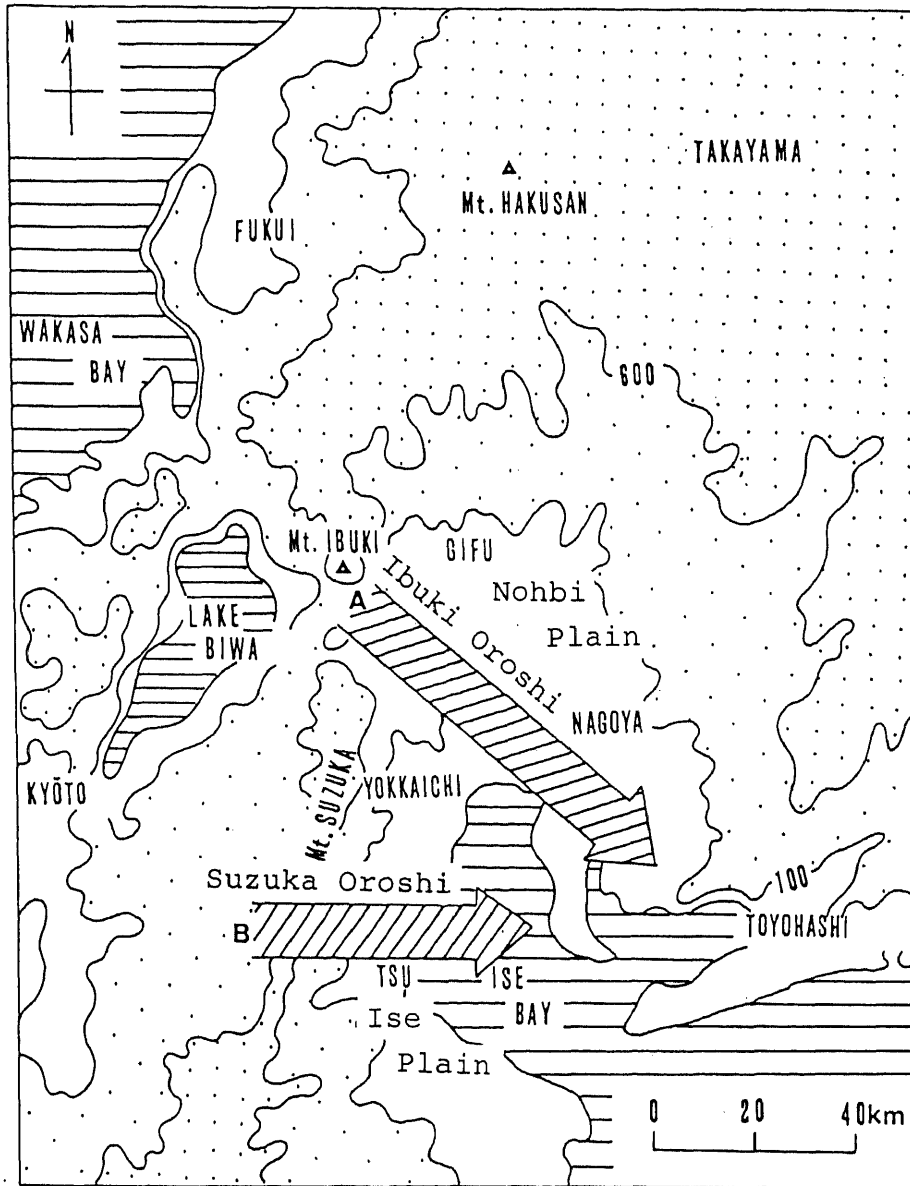 N
TAKAYAMA
Mt. HAKUSAN
FUKUI
WAKASA
BAY
600
Mt. IBUKI
GIFU
A
Ibuki Oroshi
Nohbi
Plain
LAKE
BIWA
NAGOYA
Mt. SUZUKA
YOKKAICHI
KYŌTO
Suzuka Oroshi
100
B
TOYOHASHI
TSU
ISE
BAY
Ise
Plain
0 20 40km